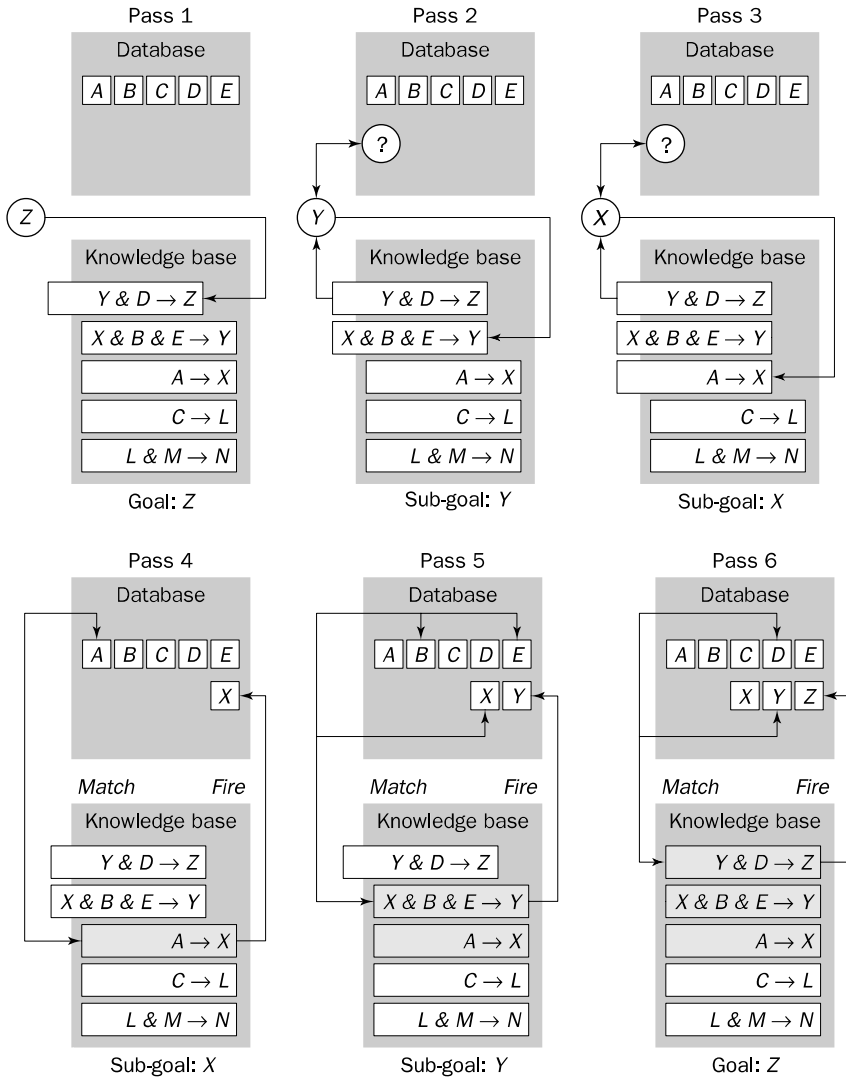 Pass 1
Database
A B C D E
Z
Knowledge base
Y & D → Z
X & B & E → Y
A → X
C → L
L & M → N
Goal: Z
Pass 2
Database
A B C D E
?
Y
Knowledge base
Y & D → Z
X & B & E → Y
A → X
C → L
L & M → N
Sub-goal: Y
Pass 3
Database
A B C D E
?
X
Knowledge base
Y & D → Z
X & B & E → Y
A → X
C → L
L & M → N
Sub-goal: X
Pass 4
Database
A B C D E
X
Match Fire
Knowledge base
Y & D → Z
X & B & E → Y
A → X
C → L
L & M → N
Sub-goal: X
Pass 5
Database
A B C D E
X Y
Match Fire
Knowledge base
Y & D → Z
X & B & E → Y
A → X
C → L
L & M → N
Sub-goal: Y
Pass 6
Database
A B C D E
X Y Z
Match Fire
Knowledge base
Y & D → Z
X & B & E → Y
A → X
C → L
L & M → N
Goal: Z